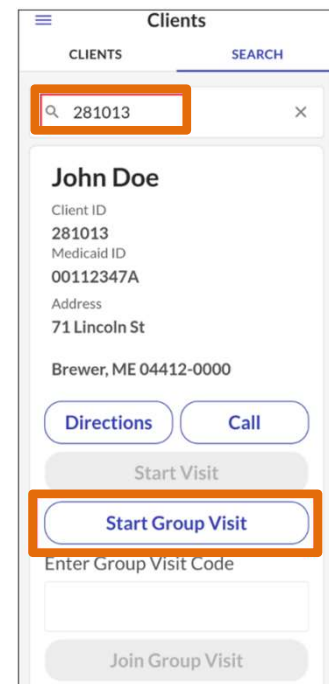 Clients
CLIENTS SEARCH
281013
John Doe
Client ID
281013
Medicaid ID
00112347A
Address
71 Lincoln St
Brewer, ME 04412-0000
Directions Call
Start Visit
Start Group Visit
Enter Group Visit Code
Join Group Visit